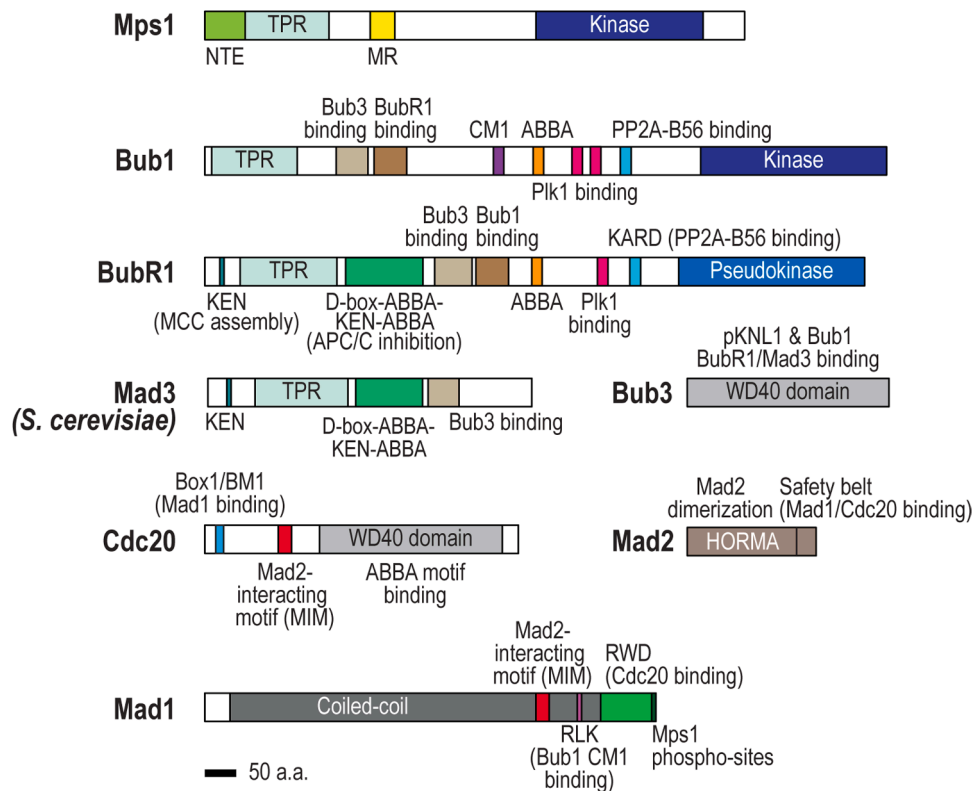 Mps1
TPR
Kinase
NTE
MR
Bub3
binding
BubR1
binding
CM1
ABBA
PP2A-B56 binding
Bub1
TPR
Kinase
Plk1 binding
Bub3
binding
Bub1
binding
KARD (PP2A-B56 binding)
BubR1
TPR
Pseudokinase
KEN
(MCC assembly)
D-box-ABBA-
KEN-ABBA
(APC/C inhibition)
ABBA
Plk1
binding
Mad3
(S. cerevisiae)
TPR
KEN
D-box-ABBA-
KEN-ABBA
Bub3 binding
pKNL1 & Bub1
BubR1/Mad3 binding
Bub3
WD40 domain
Box1/BM1
(Mad1 binding)
Cdc20
WD40 domain
Mad2-
interacting
motif (MIM)
ABBA motif
binding
Mad2
dimerization
Safety belt
(Mad1/Cdc20 binding)
Mad2
HORMA
Mad2-
interacting
motif (MIM)
RWD
(Cdc20 binding)
Mad1
Coiled-coil
RLK
(Bub1 CM1
binding)
Mps1
phospho-sites
50 a.a.